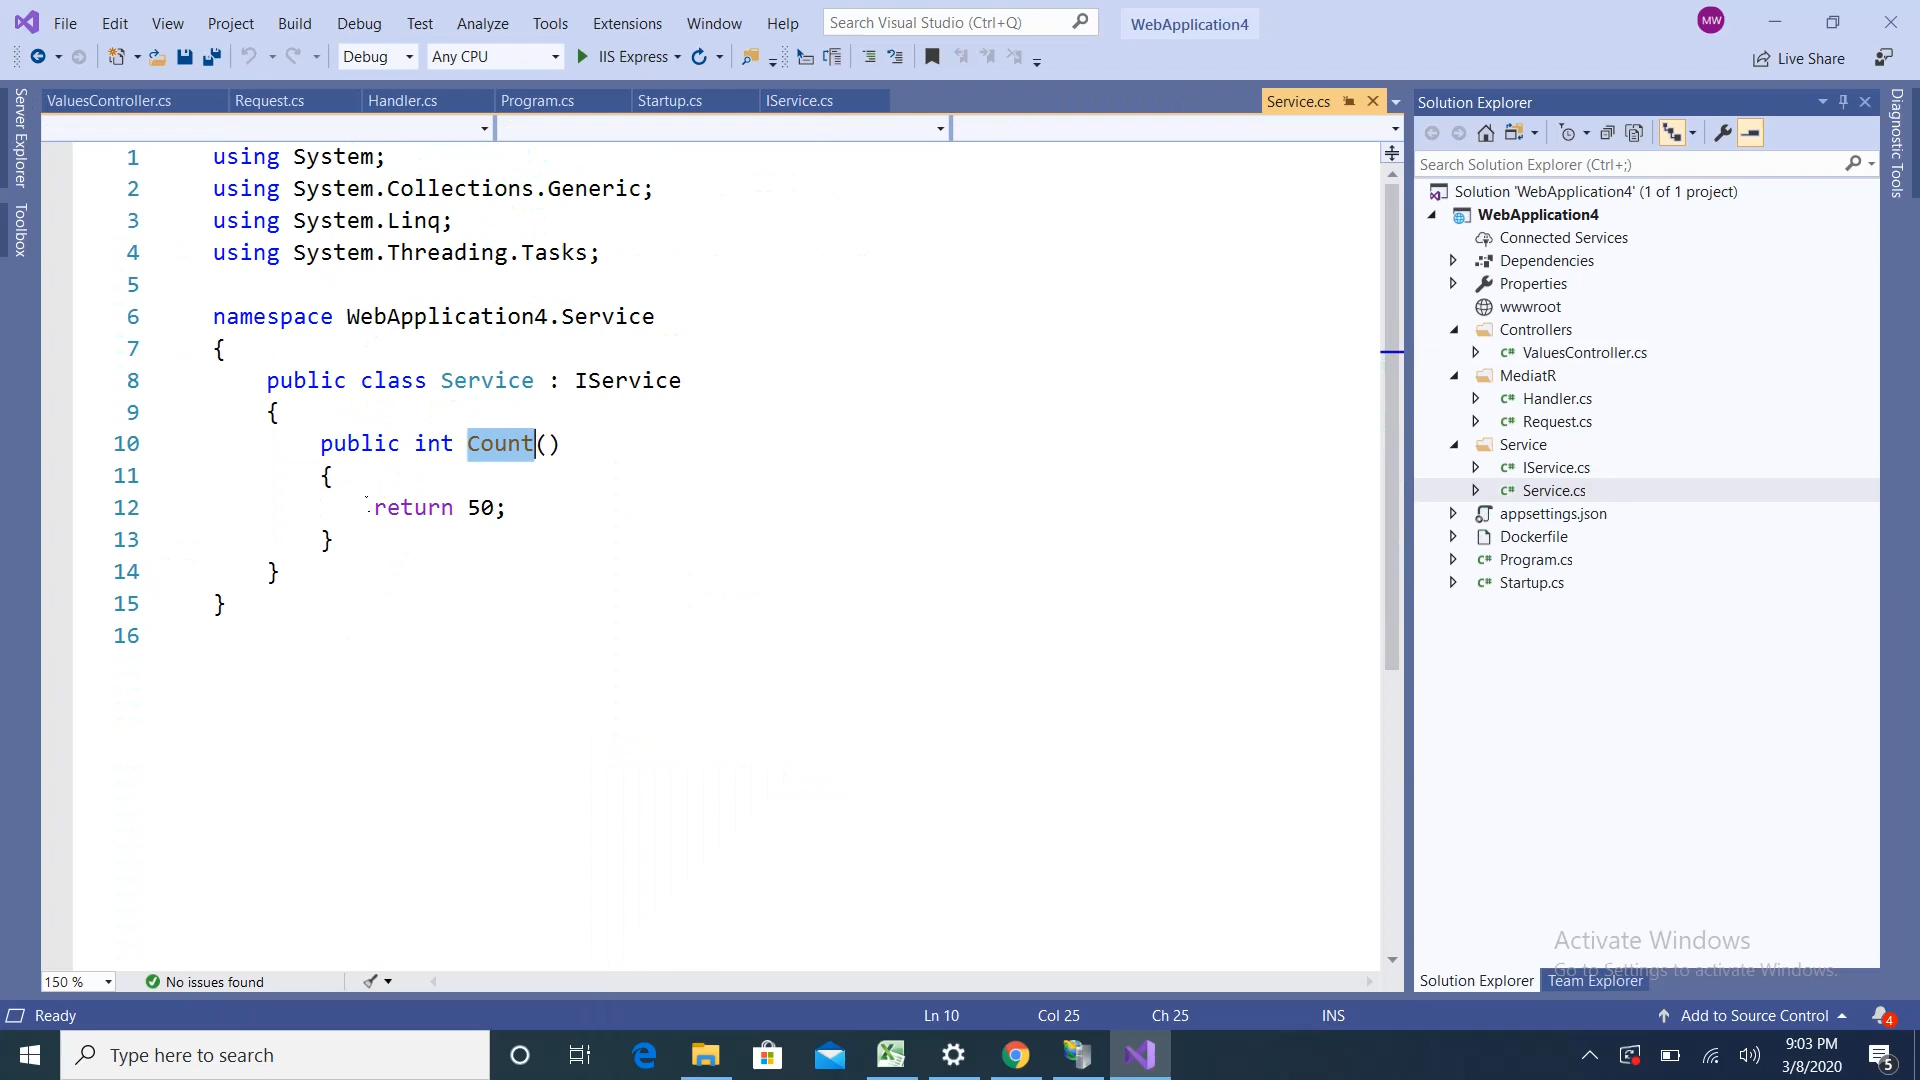 File Edit View Project Build Debug Test Analyze Tools Extensions Window Help Search Visual Studio (Ctrl+Q) WebApplication4 MW
Debug Any CPU IIS Express Live Share
ValuesController.cs Request.cs Handler.cs Program.cs Startup.cs IService.cs Service.cs
Server Explorer
Toolbox
1 using System;
2 using System.Collections.Generic;
3 using System.Linq;
4 using System.Threading.Tasks;
5
6 namespace WebApplication4.Service
7 {
8 public class Service : IService
9 {
10 public int Count()
11 {
12 return 50;
13 }
14 }
15 }
16
150 % No issues found
Solution Explorer
Search Solution Explorer (Ctrl+;)
Solution 'WebApplication4' (1 of 1 project)
WebApplication4
Connected Services
Dependencies
Properties
wwwroot
Controllers
C# ValuesController.cs
MediatR
C# Handler.cs
C# Request.cs
Service
C# IService.cs
C# Service.cs
appsettings.json
Dockerfile
C# Program.cs
C# Startup.cs
Activate Windows
Go to Settings to activate Windows.
Solution Explorer Team Explorer
Diagnostic Tools
Ready Ln 10 Col 25 Ch 25 INS Add to Source Control 4
Type here to search 9:03 PM
3/8/2020 5